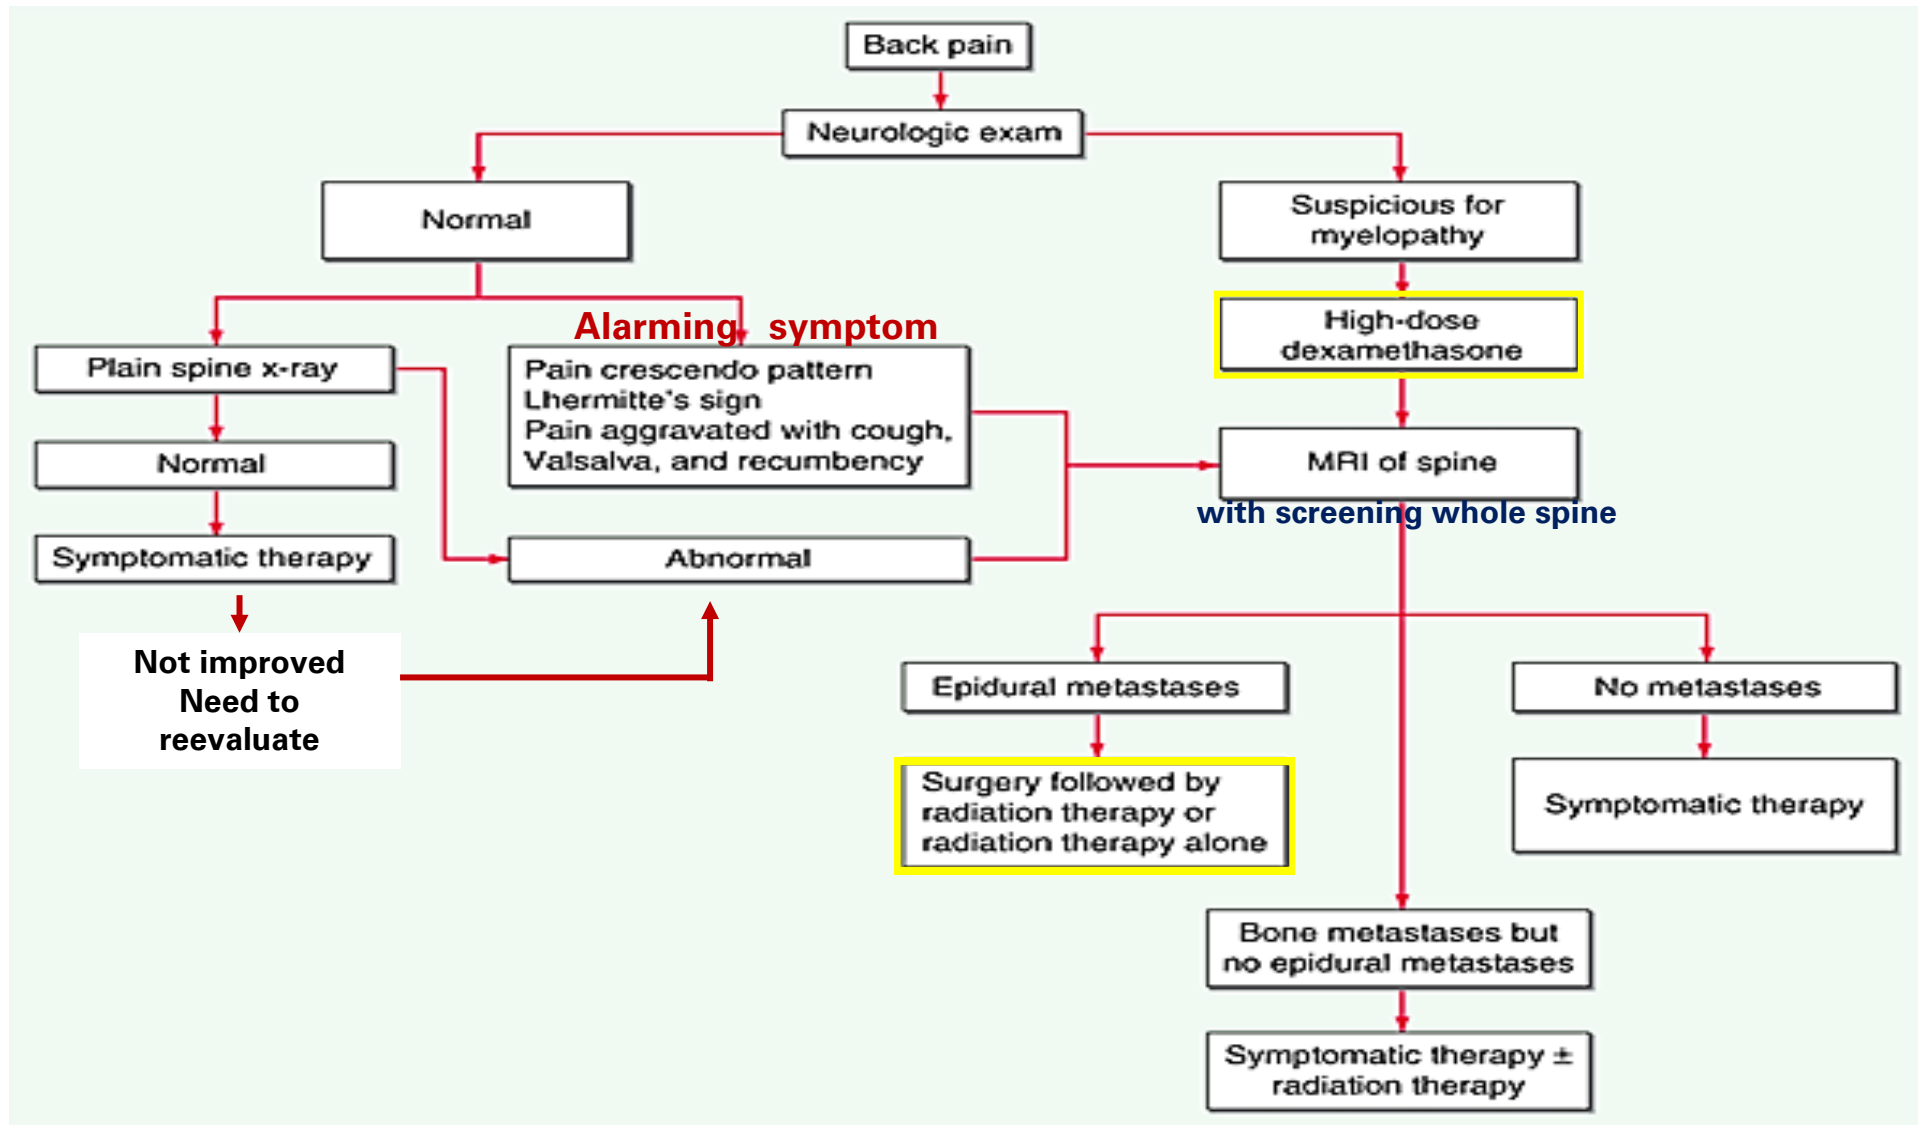 Back pain
Neurologic exam
Normal
Suspicious for
myelopathy
Alarming symptom
High-dose
dexamethasone
Plain spine x-ray
Pain crescendo pattern
Lhermitte's sign
Pain aggravated with cough,
Valsalva, and recumbency
Normal
MRI of spine
with screening whole spine
Symptomatic therapy
Abnormal
Not improved
Need to
reevaluate
Epidural metastases
No metastases
Surgery followed by
radiation therapy or
radiation therapy alone
Symptomatic therapy
Bone metastases but
no epidural metastases
Symptomatic therapy ±
radiation therapy